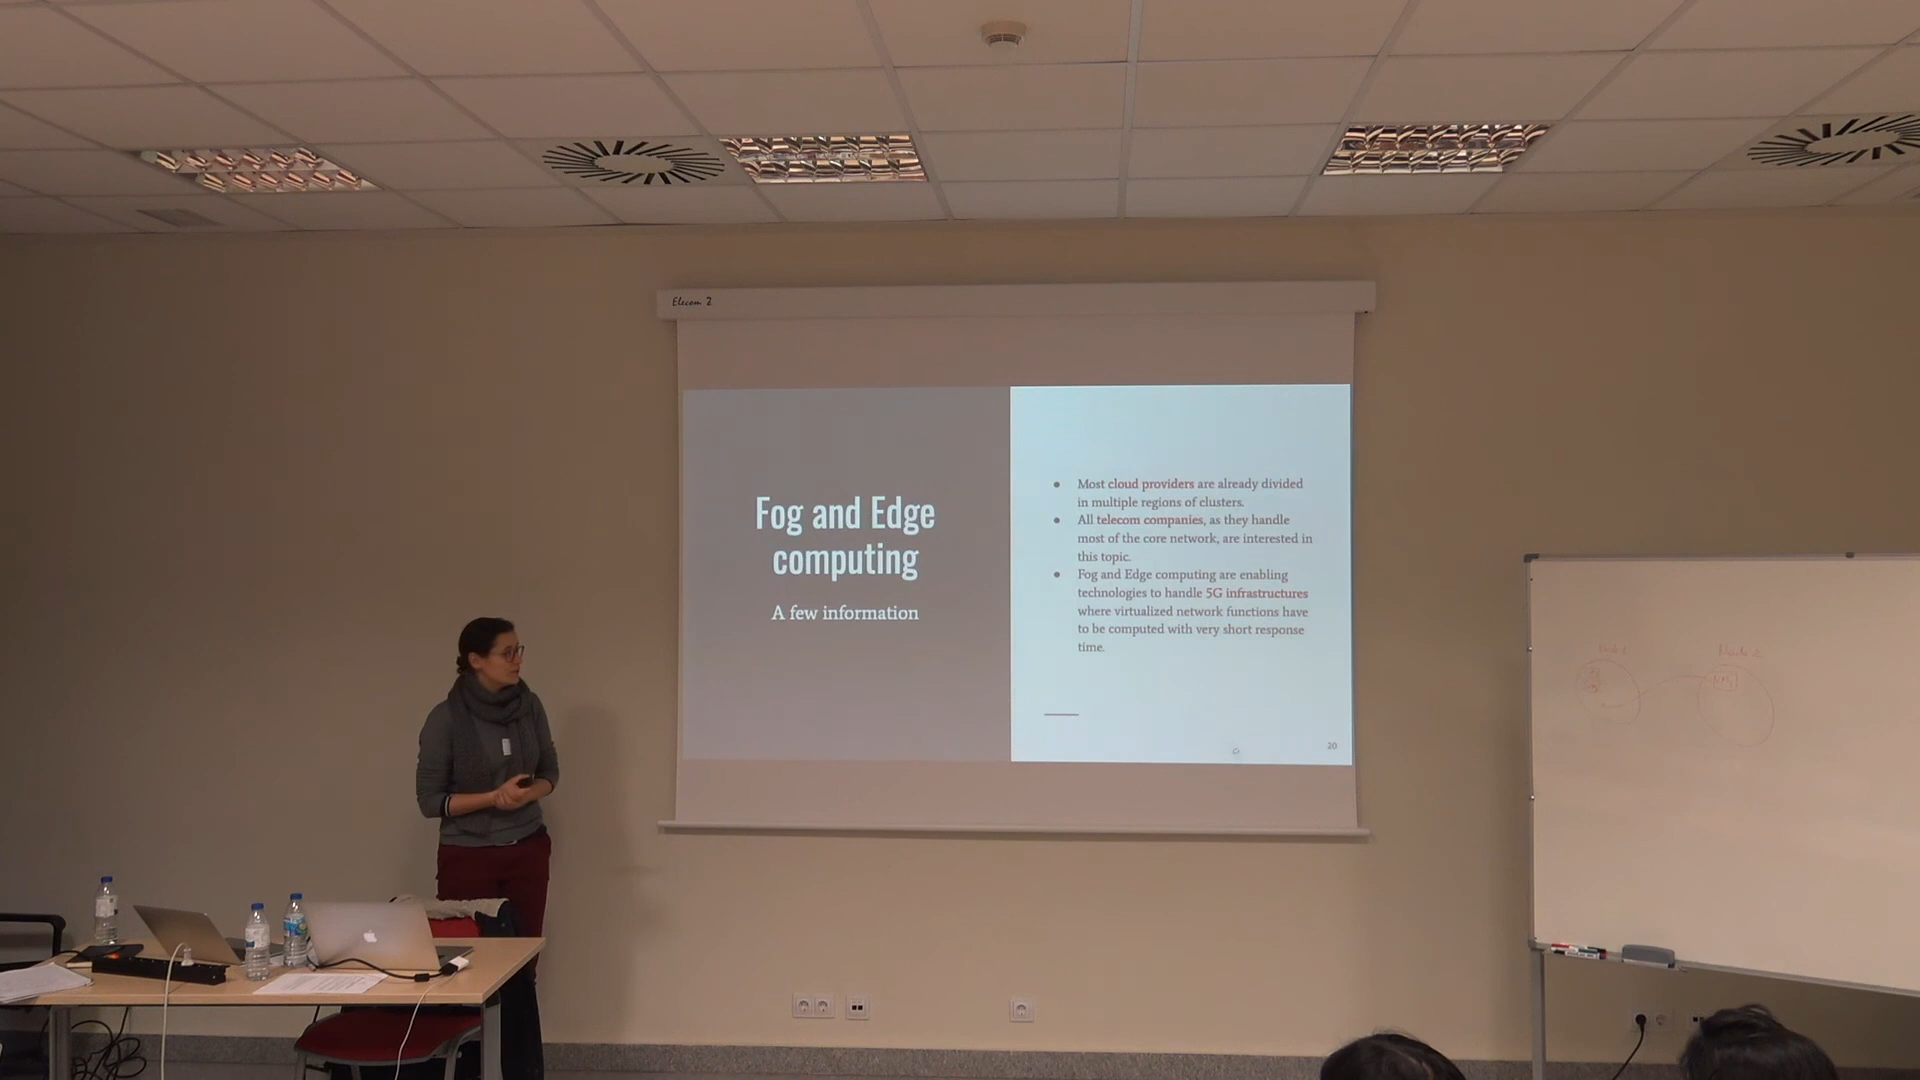 Elecom 2
Fog and Edge
computing
A few information
● Most cloud providers are already divided
in multiple regions of clusters.
● All telecom companies, as they handle
most of the core network, are interested in
this topic.
● Fog and Edge computing are enabling
technologies to handle 5G infrastructures
where virtualized network functions have
to be computed with very short response
time.
20